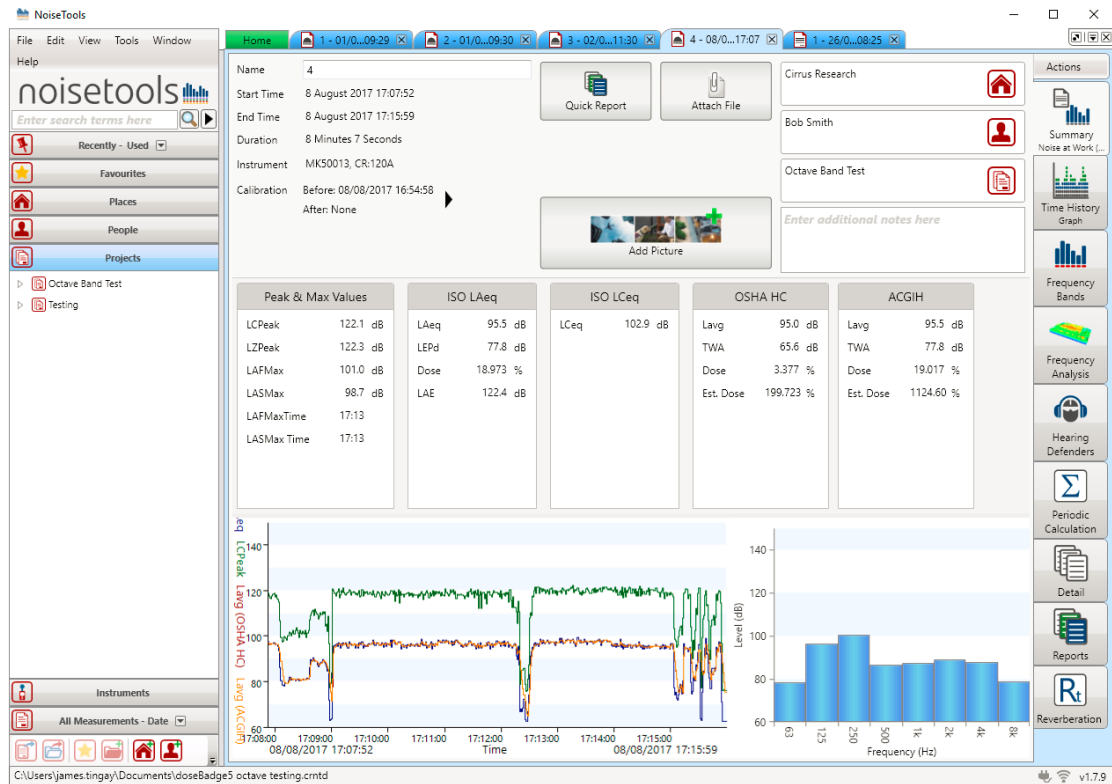 NoiseTools
File Edit View Tools Window
Help
noisetools
Enter search terms here
Recently - Used
Favourites
Places
People
Projects
Octave Band Test
Testing
Instruments
All Measurements - Date
Home
1 - 01/0...09:29
2 - 01/0...09:30
3 - 02/0...11:30
4 - 08/0...17:07
1 - 26/0...08:25
Name 4
Start Time 8 August 2017 17:07:52
End Time 8 August 2017 17:15:59
Duration 8 Minutes 7 Seconds
Instrument MK50013, CR:120A
Calibration Before: 08/08/2017 16:54:58
After: None
Quick Report
Attach File
Add Picture
Cirrus Research
Bob Smith
Octave Band Test
Enter additional notes here
Peak & Max Values
LCPeak 122.1 dB
LZPeak 122.3 dB
LAFMax 101.0 dB
LASMax 98.7 dB
LAFMaxTime 17:13
LASMax Time 17:13
ISO LAeq
LAeq 95.5 dB
LEPd 77.8 dB
Dose 18.973 %
LAE 122.4 dB
ISO LCeq
LCeq 102.9 dB
OSHA HC
Lavg 95.0 dB
TWA 65.6 dB
Dose 3.377 %
Est. Dose 199.723 %
ACGIH
Lavg 95.5 dB
TWA 77.8 dB
Dose 19.017 %
Est. Dose 1124.60 %
LCPeak
Lavg (OSHA HC)
140
120
100
80
60
17:08:00 17:09:00 17:10:00 17:11:00 17:12:00 17:13:00 17:14:00 17:15:00
08/08/2017 17:07:52 Time 08/08/2017 17:15:59
Level (dB)
140
120
100
80
60
63 125 250 500 1k 2k 4k 8k
Frequency (Hz)
Actions
Summary
Noise at Work (...
Time History
Graph
Frequency
Bands
Frequency
Analysis
Hearing
Defenders
Σ
Periodic
Calculation
Detail
Reports
Rt
Reverberation
C:\Users\james.tingay\Documents\doseBadge5 octave testing.crntd
v1.7.9